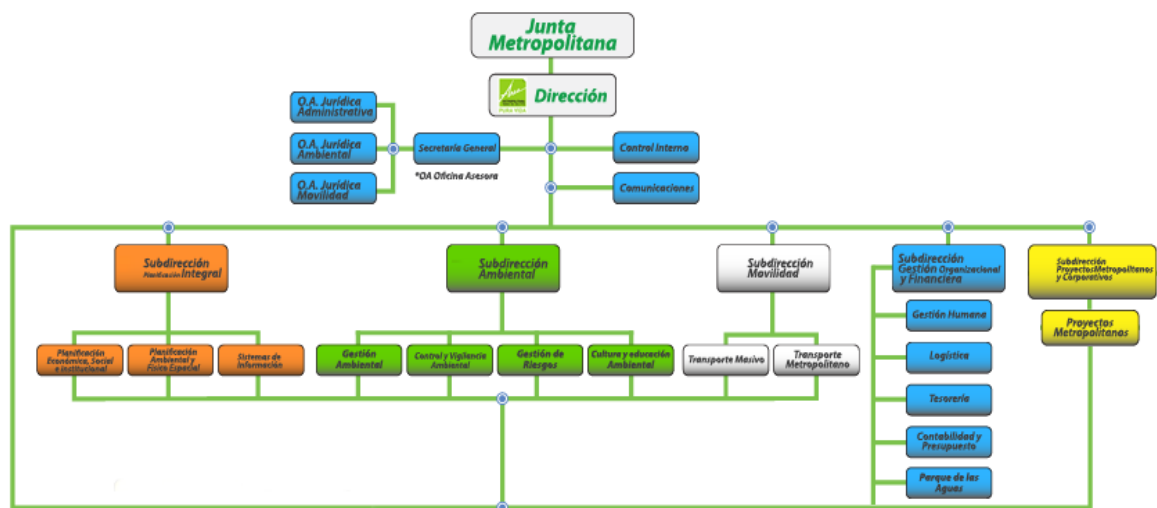 Junta
Metropolitana
Dirección
O.A. Jurídica
Administrativa
O.A. Jurídica
Ambiental
O.A. Jurídica
Movilidad
Secretaría General
*OA Oficina Asesora
Control Interno
Comunicaciones
Subdirección
Planificación Integral
Subdirección
Ambiental
Subdirección
Movilidad
Subdirección
Gestión Organizacional
y Financiera
Subdirección
Proyectos Metropolitanos
y Corporativos
Planificación
Económica, Social
e institucional
Planificación
Ambiental y
Físico Espacial
Sistemas de
Información
Gestión
Ambiental
Control y Vigilancia
Ambiental
Gestión de
Riesgos
Cultura y educación
Ambiental
Transporte Masivo
Transporte
Metropolitano
Gestión Humana
Logística
Tesorería
Contabilidad y
Presupuesto
Parque de las
Aguas
Proyectos
Metropolitanos